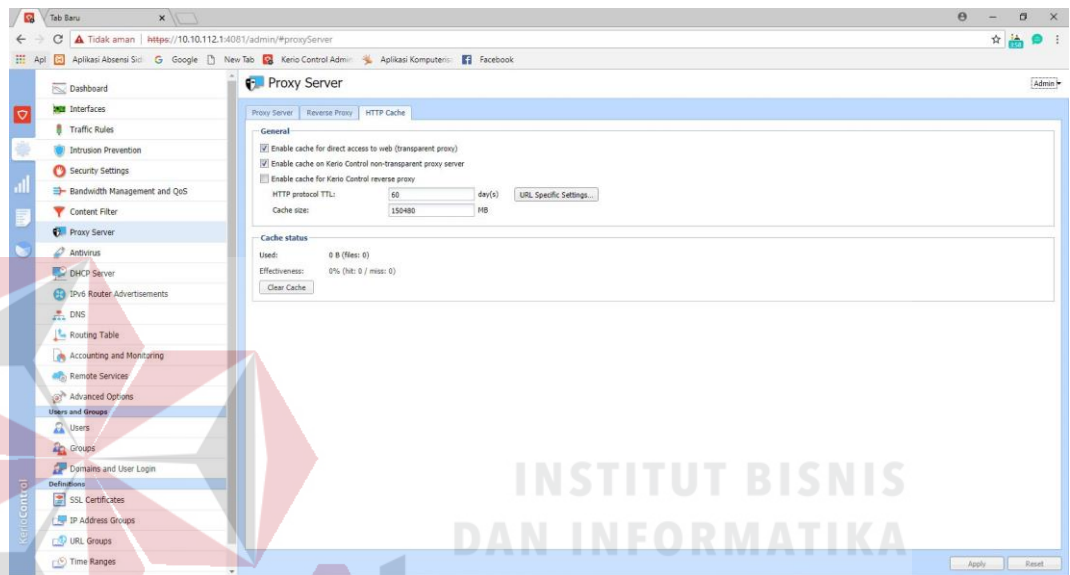 Tab Baru
Tidak aman | https://10.10.112.1:4081/admin/#proxyServer
Apl Aplikasi Absensi Sid Google New Tab Kerio Control Admin Aplikasi Komputeris Facebook
Proxy Server
Admin
Dashboard
Interfaces
Traffic Rules
Intrusion Prevention
Security Settings
Bandwidth Management and QoS
Content Filter
Proxy Server
Antivirus
DHCP Server
IPv6 Router Advertisements
DNS
Routing Table
Accounting and Monitoring
Remote Services
Advanced Options
Users and Groups
Users
Groups
Domains and User Login
Definitions
SSL Certificates
IP Address Groups
URL Groups
Time Ranges
KerioControl
Proxy Server Reverse Proxy HTTP Cache
General
Enable cache for direct access to web (transparent proxy)
Enable cache on Kerio Control non-transparent proxy server
Enable cache for Kerio Control reverse proxy
HTTP protocol TTL: 60 day(s) URL Specific Settings...
Cache size: 150480 MB
Cache status
Used: 0 B (files: 0)
Effectiveness: 0% (hit: 0 / miss: 0)
Clear Cache
INSTITUT BISNIS
DAN INFORMATIKA
Apply Reset